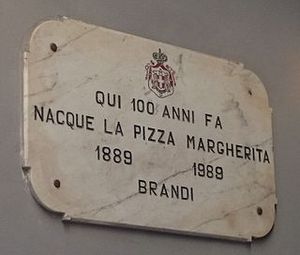 QUI 100 ANNI FA
NACQUE LA PIZZA MARGHERITA
1889 1989
BRANDI